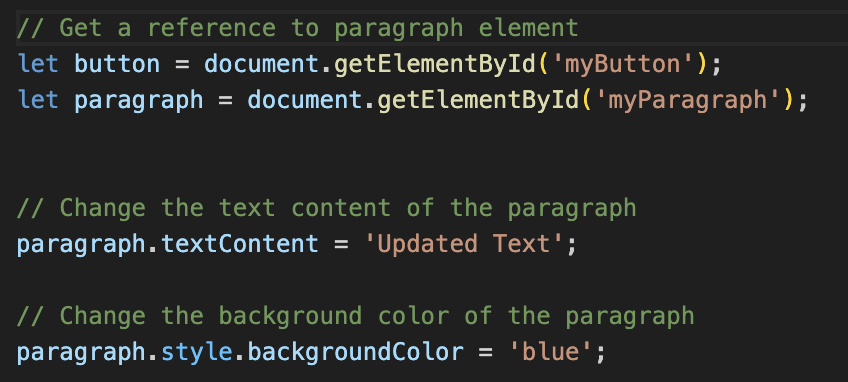 // Get a reference to paragraph element
let button = document.getElementById('myButton');
let paragraph = document.getElementById('myParagraph');
// Change the text content of the paragraph
paragraph.textContent = 'Updated Text';
// Change the background color of the paragraph
paragraph.style.backgroundColor = 'blue';